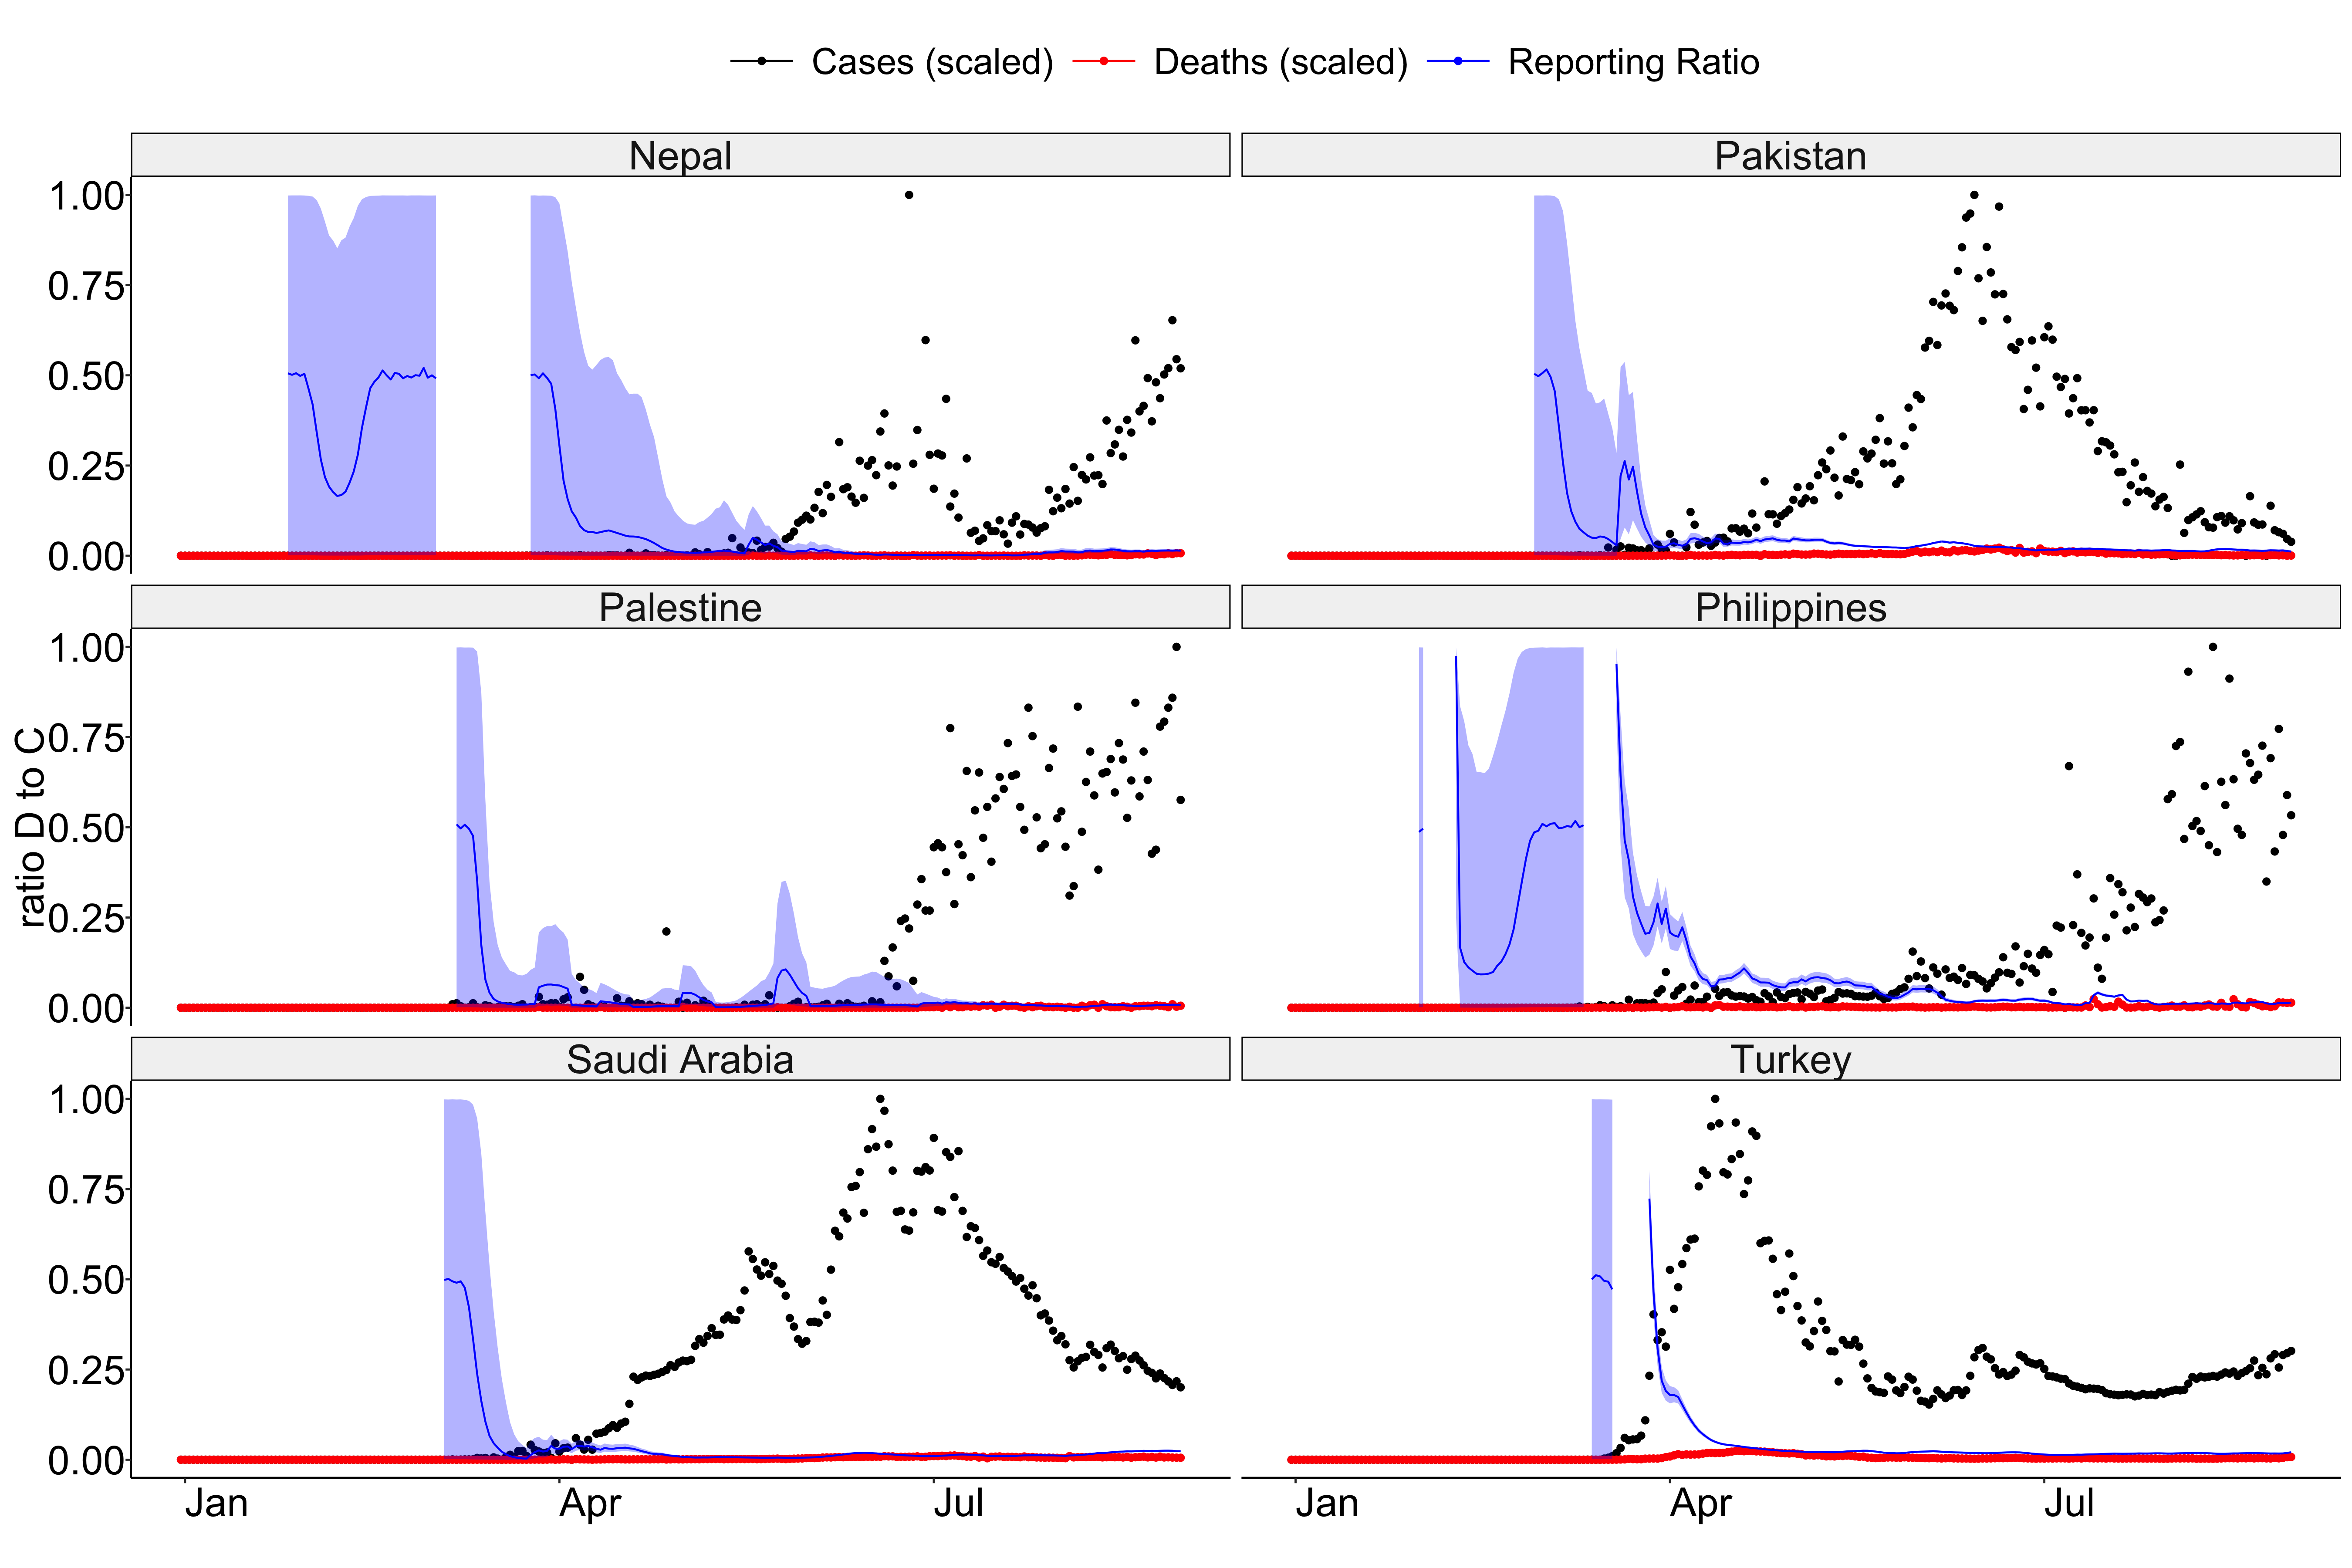 Cases (scaled) Deaths (scaled) Reporting Ratio
Nepal Pakistan
1.00
0.75
0.50
0.25
0.00
Palestine Philippines
1.00
0.75
0.50
0.25
0.00
ratio D to C
Saudi Arabia Turkey
1.00
0.75
0.50
0.25
0.00
Jan Apr Jul Jan Apr Jul